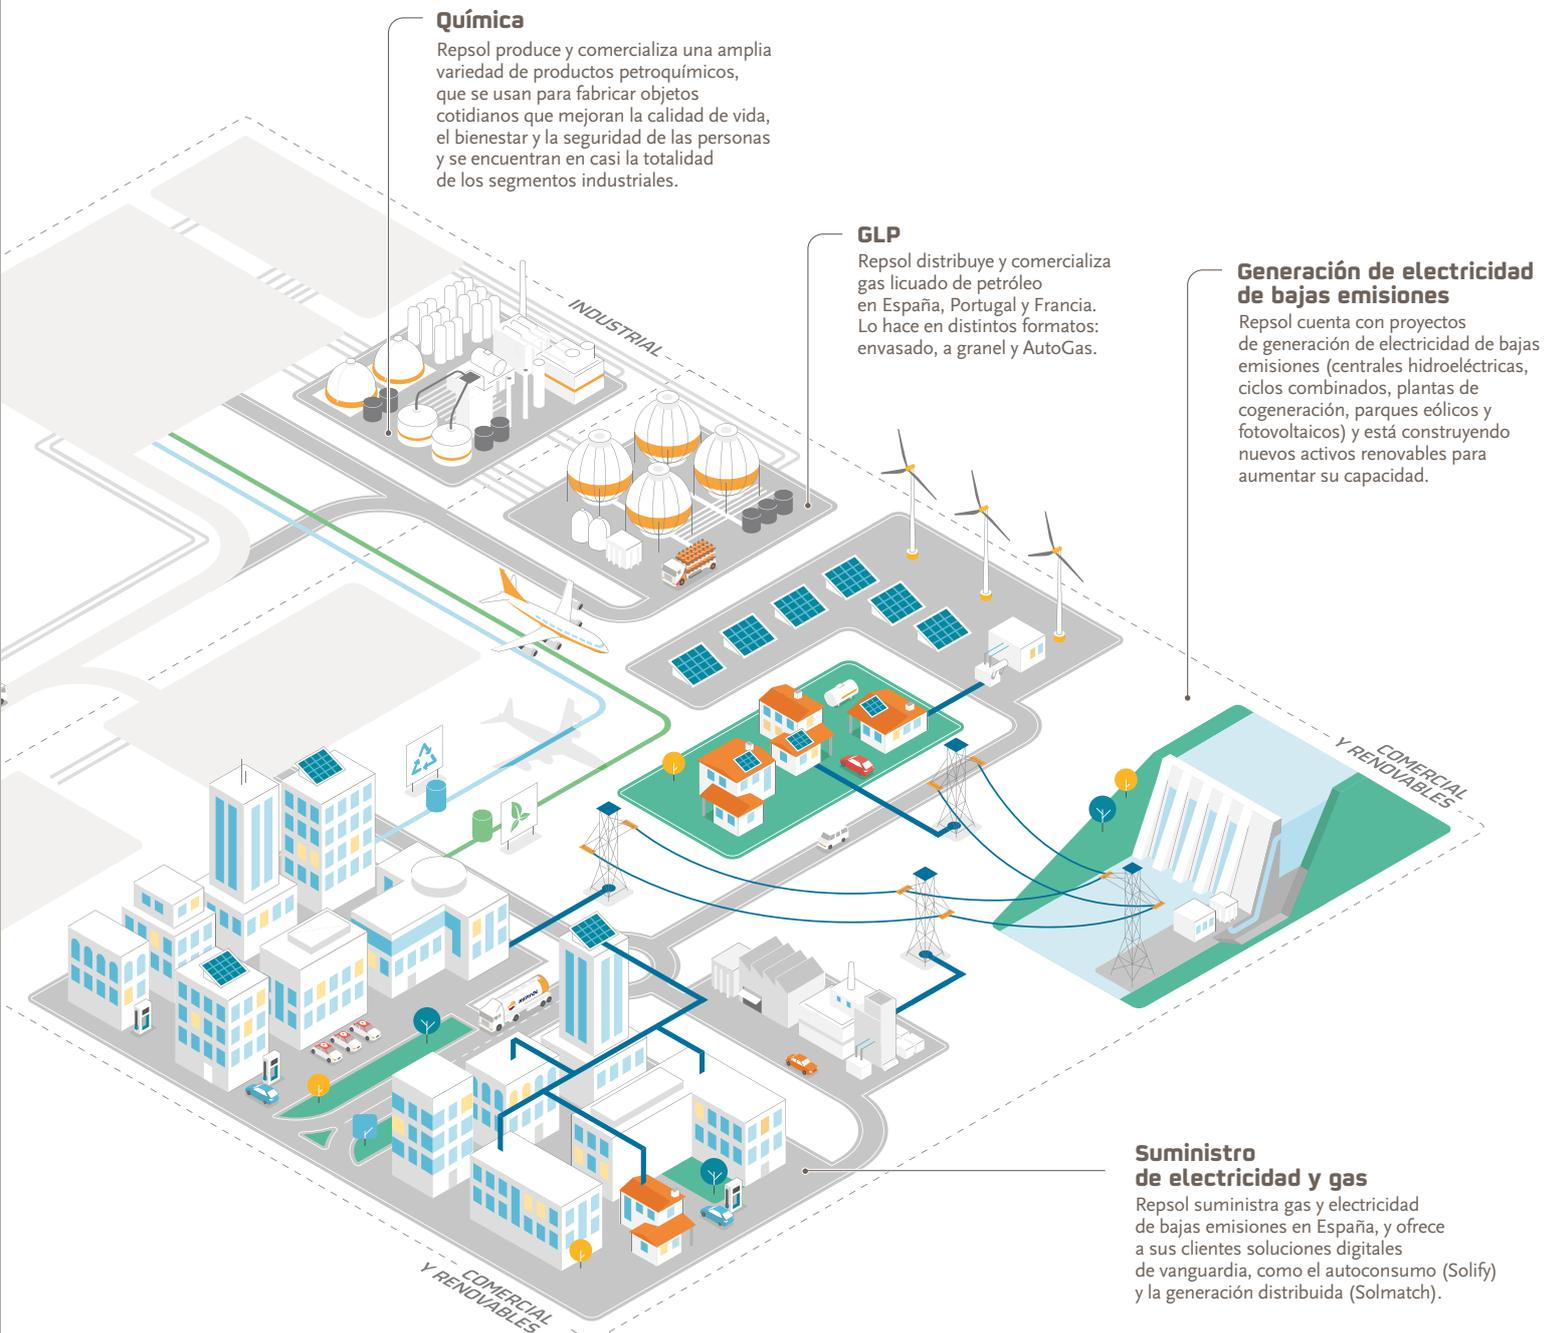 Química
Repsol produce y comercializa una amplia
variedad de productos petroquímicos,
que se usan para fabricar objetos
cotidianos que mejoran la calidad de vida,
el bienestar y la seguridad de las personas
y se encuentran en casi la totalidad
de los segmentos industriales.
GLP
Repsol distribuye y comercializa
gas licuado de petróleo
en España, Portugal y Francia.
Lo hace en distintos formatos:
envasado, a granel y AutoGas.
Generación de electricidad
de bajas emisiones
Repsol cuenta con proyectos
de generación de electricidad de bajas
emisiones (centrales hidroeléctricas,
ciclos combinados, plantas de
cogeneración, parques eólicos y
fotovoltaicos) y está construyendo
nuevos activos renovables para
aumentar su capacidad.
INDUSTRIAL
COMERCIAL
Y RENOVABLES
REPSOL
Suministro
de electricidad y gas
Repsol suministra gas y electricidad
de bajas emisiones en España, y ofrece
a sus clientes soluciones digitales
de vanguardia, como el autoconsumo (Solify)
y la generación distribuida (Solmatch).
COMERCIAL
Y RENOVABLES